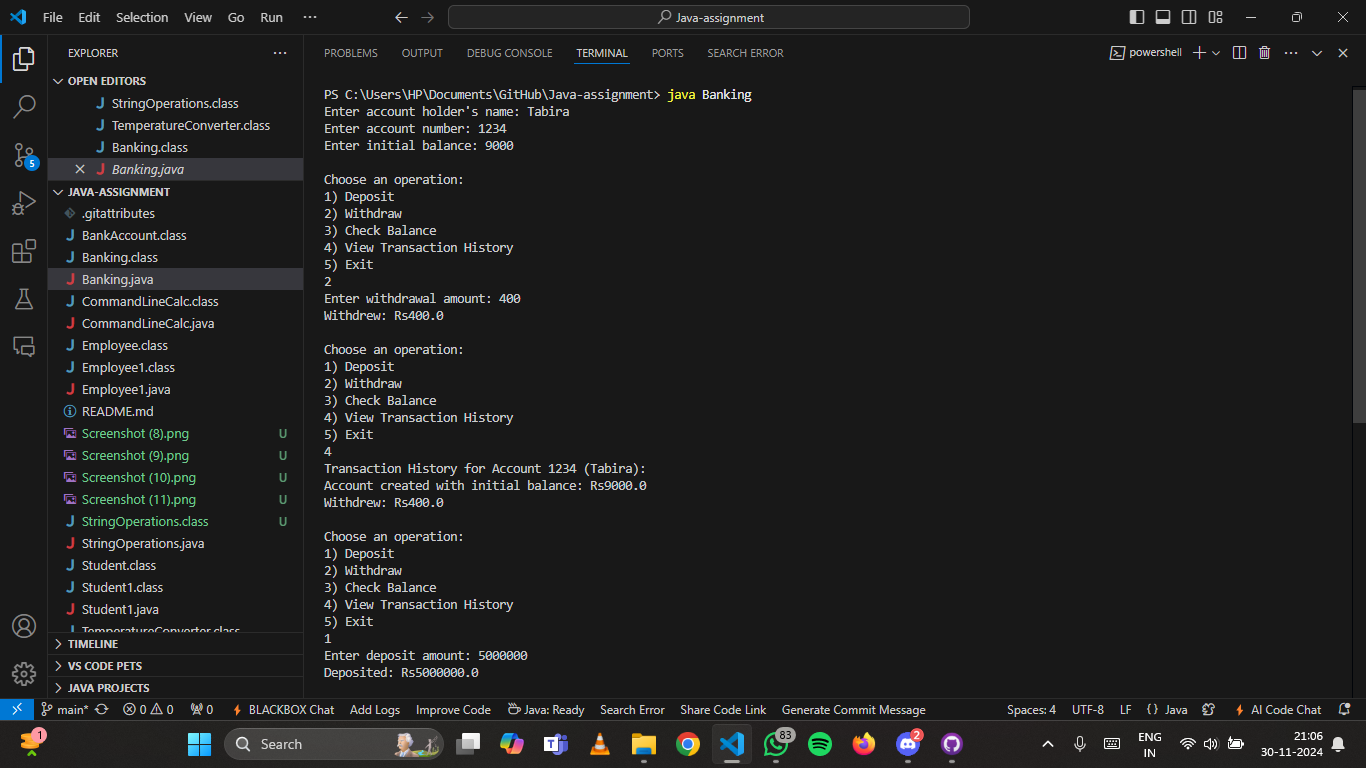 File Edit Selection View Go Run ··· Java-assignment
EXPLORER ···
OPEN EDITORS
StringOperations.class
TemperatureConverter.class
Banking.class
Banking.java
JAVA-ASSIGNMENT
.gitattributes
BankAccount.class
Banking.class
Banking.java
CommandLineCalc.class
CommandLineCalc.java
Employee.class
Employee1.class
Employee1.java
README.md
Screenshot (8).png U
Screenshot (9).png U
Screenshot (10).png U
Screenshot (11).png U
StringOperations.class U
StringOperations.java
Student.class
Student1.class
Student1.java
TemperatureConverter.class
TIMELINE
VS CODE PETS
JAVA PROJECTS
5
PROBLEMS OUTPUT DEBUG CONSOLE TERMINAL PORTS SEARCH ERROR powershell
PS C:\Users\HP\Documents\GitHub\Java-assignment> java Banking
Enter account holder's name: Tabira
Enter account number: 1234
Enter initial balance: 9000
Choose an operation:
1) Deposit
2) Withdraw
3) Check Balance
4) View Transaction History
5) Exit
2
Enter withdrawal amount: 400
Withdrew: Rs400.0
Choose an operation:
1) Deposit
2) Withdraw
3) Check Balance
4) View Transaction History
5) Exit
4
Transaction History for Account 1234 (Tabira):
Account created with initial balance: Rs9000.0
Withdrew: Rs400.0
Choose an operation:
1) Deposit
2) Withdraw
3) Check Balance
4) View Transaction History
5) Exit
1
Enter deposit amount: 5000000
Deposited: Rs5000000.0
main* 0 0 0 BLACKBOX Chat Add Logs Improve Code Java: Ready Search Error Share Code Link Generate Commit Message Spaces: 4 UTF-8 LF {} Java AI Code Chat
1 Search 83 2 ENG 21:06
IN 30-11-2024